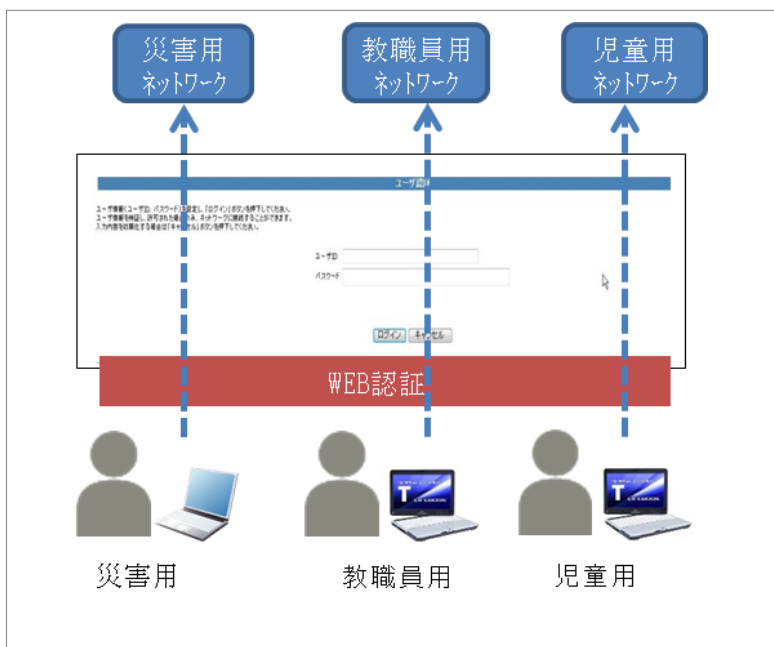 災害用
ネットワーク
教職員用
ネットワーク
児童用
ネットワーク
ユーザ認証
ユーザ情報(ユーザID、パスワード)を設定し、「ログイン」ボタンを押下してください。
ユーザ情報を検証し、許可された場合のみ、ネットワークに接続することができます。
入力内容を初期化する場合は「キャンセル」ボタンを押下してください。
ユーザID
パスワード
ログイン
キャンセル
WEB認証
災害用
教職員用
児童用